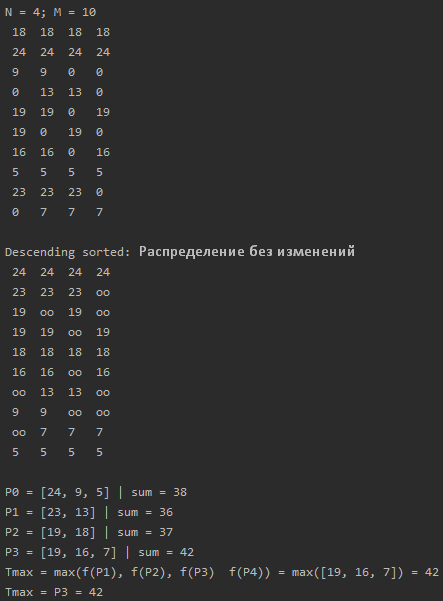 N = 4; M = 10
18 18 18 18
24 24 24 24
9 9 0 0
0 13 13 0
19 19 0 19
19 0 19 0
16 16 0 16
5 5 5 5
23 23 23 0
0 7 7 7
Descending sorted: Распределение без изменений
24 24 24 24
23 23 23 oo
19 oo 19 oo
19 19 oo 19
18 18 18 18
16 16 oo 16
oo 13 13 oo
9 9 oo oo
oo 7 7 7
5 5 5 5
P0 = [24, 9, 5] | sum = 38
P1 = [23, 13] | sum = 36
P2 = [19, 18] | sum = 37
P3 = [19, 16, 7] | sum = 42
Tmax = max(f(P1), f(P2), f(P3) f(P4)) = max([19, 16, 7]) = 42
Tmax = P3 = 42